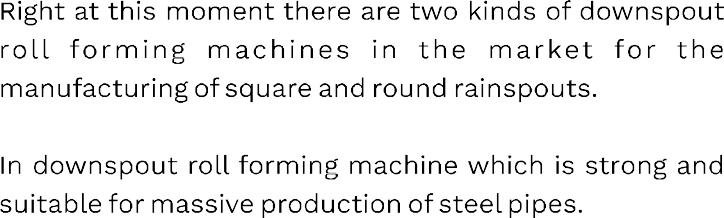 Right at this moment there are two kinds of downspout
roll forming machines in the market for the
manufacturing of square and round rainspouts.
In downspout roll forming machine which is strong and
suitable for massive production of steel pipes.